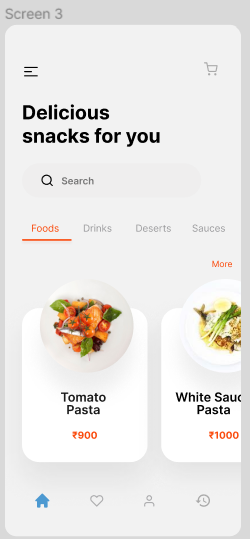 Screen 3
Delicious
snacks for you
Search
Foods Drinks Deserts Sauces
More
Tomato
Pasta
₹900
White Sauc
Pasta
₹1000